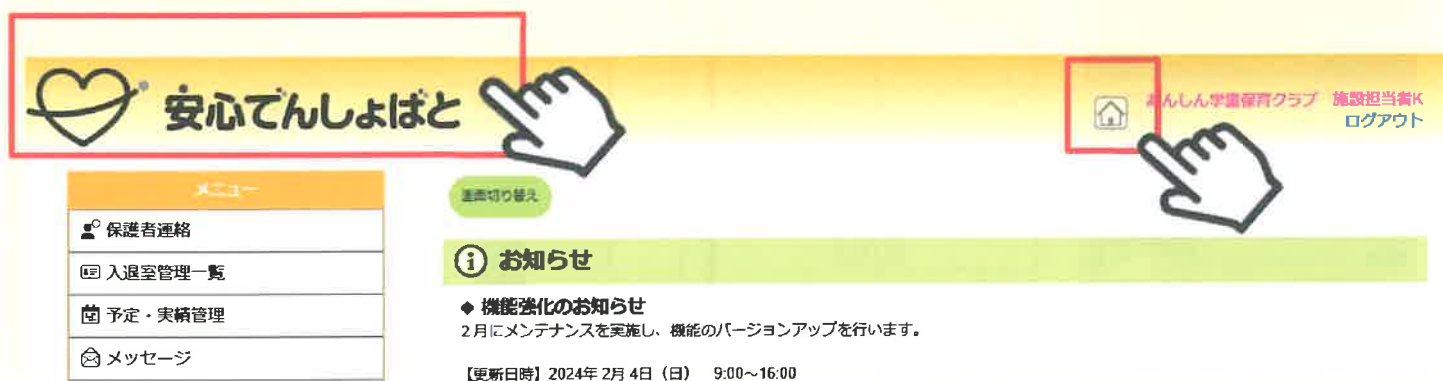 安心でんしょばと
あんしん学園保育クラブ 施設担当者K
ログアウト
メニュー
画面切り替え
保護者連絡
お知らせ
入退室管理一覧
◆ 機能強化のお知らせ
予定・実績管理
2月にメンテナンスを実施し、機能のバージョンアップを行います。
メッセージ
【更新日時】2024年2月4日（日） 9:00～16:00